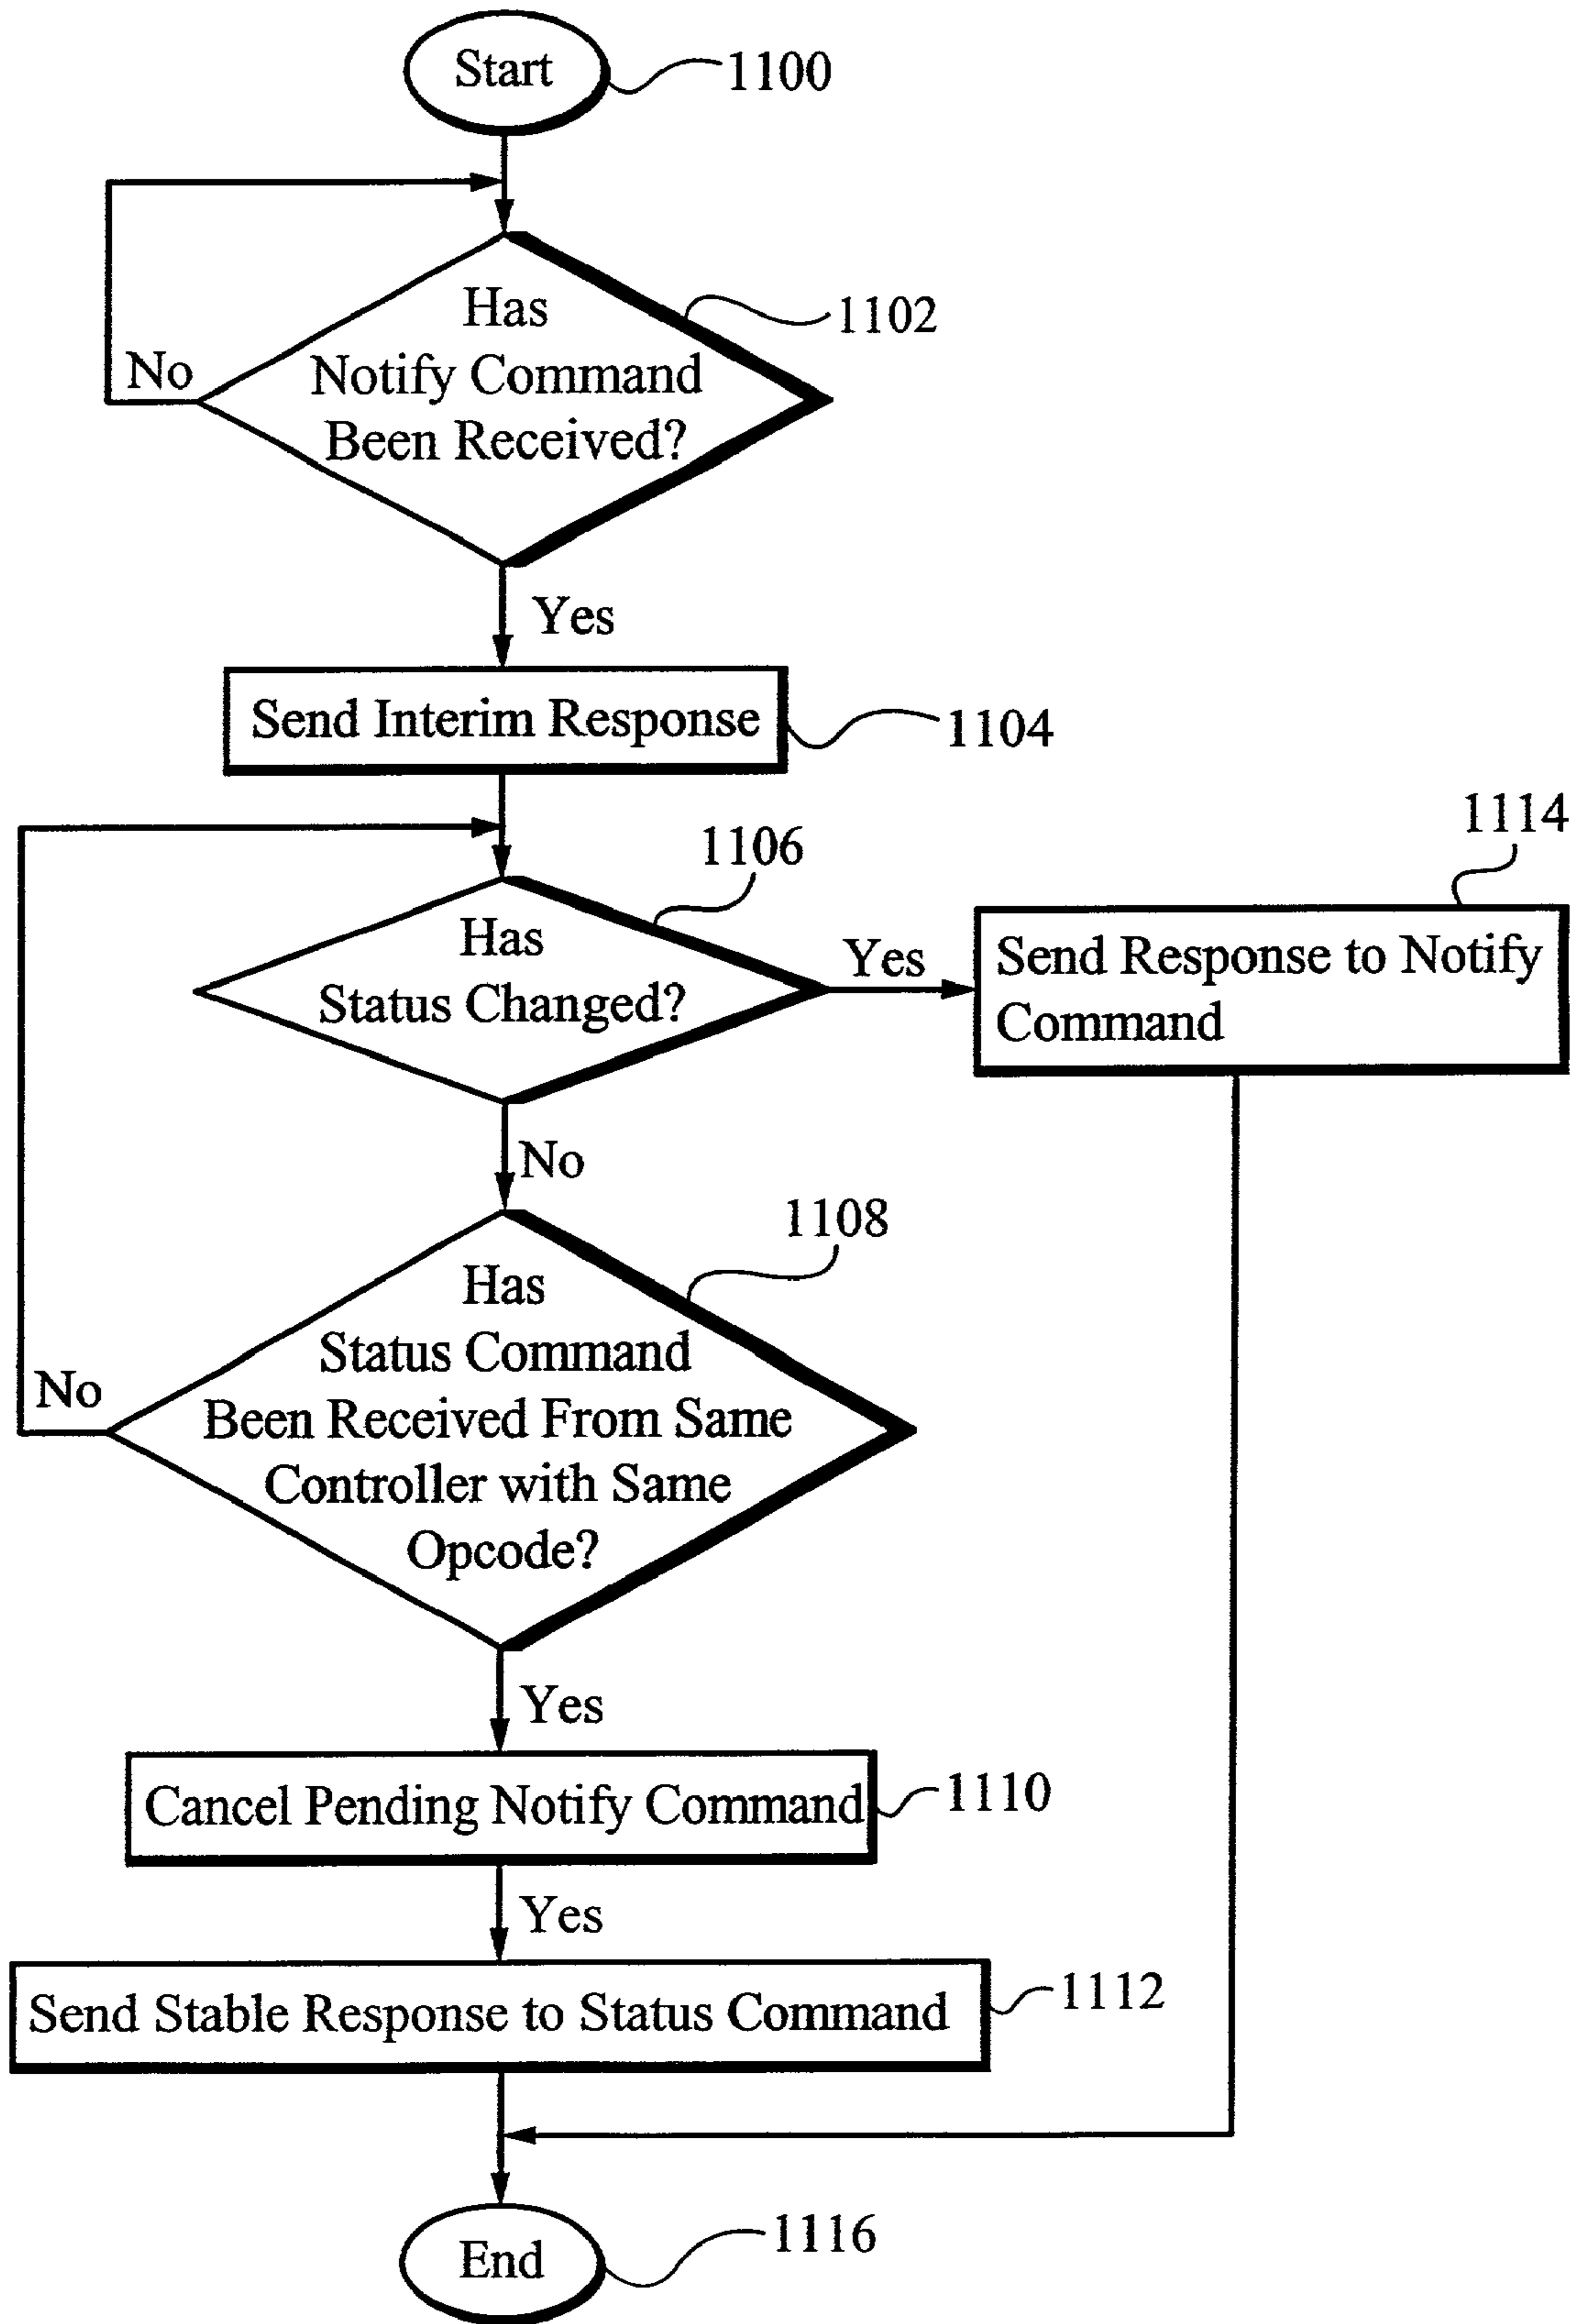 Start
1100
Has
Notify Command
Been Received?
1102
No
Yes
Send Interim Response
1104
1106
Has
Status Changed?
Yes
1114
Send Response to Notify
Command
No
1108
Has
Status Command
Been Received From Same
Controller with Same
Opcode?
No
Yes
Cancel Pending Notify Command
1110
Yes
Send Stable Response to Status Command
1112
End
1116